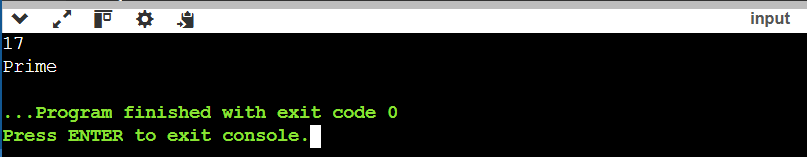 input
17
Prime
...Program finished with exit code 0
Press ENTER to exit console.